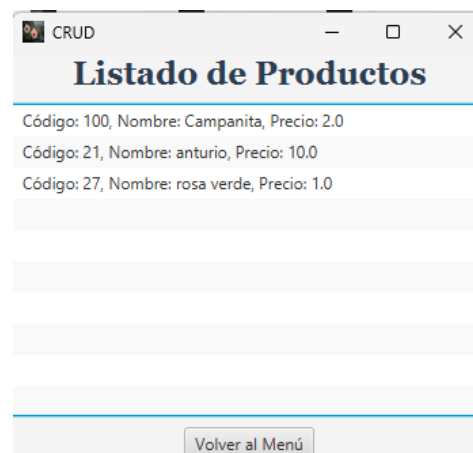 CRUD
Listado de Productos
Código: 100, Nombre: Campanita, Precio: 2.0
Código: 21, Nombre: anturio, Precio: 10.0
Código: 27, Nombre: rosa verde, Precio: 1.0
Volver al Menú